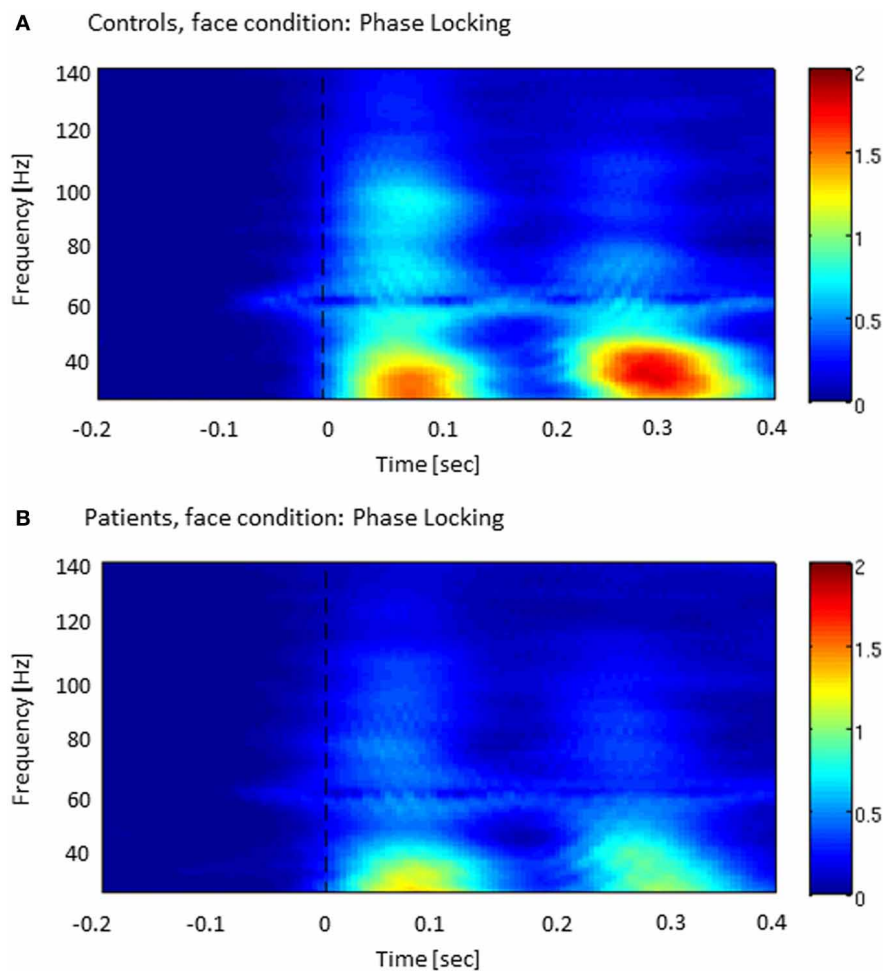 A Controls, face condition: Phase Locking
140
120
100
80
60
40
Frequency [Hz]
-0.2 -0.1 0 0.1 0.2 0.3 0.4
Time [sec]
2
1.5
1
0.5
0
B Patients, face condition: Phase Locking
140
120
100
80
60
40
Frequency [Hz]
-0.2 -0.1 0 0.1 0.2 0.3 0.4
Time [sec]
2
1.5
1
0.5
0